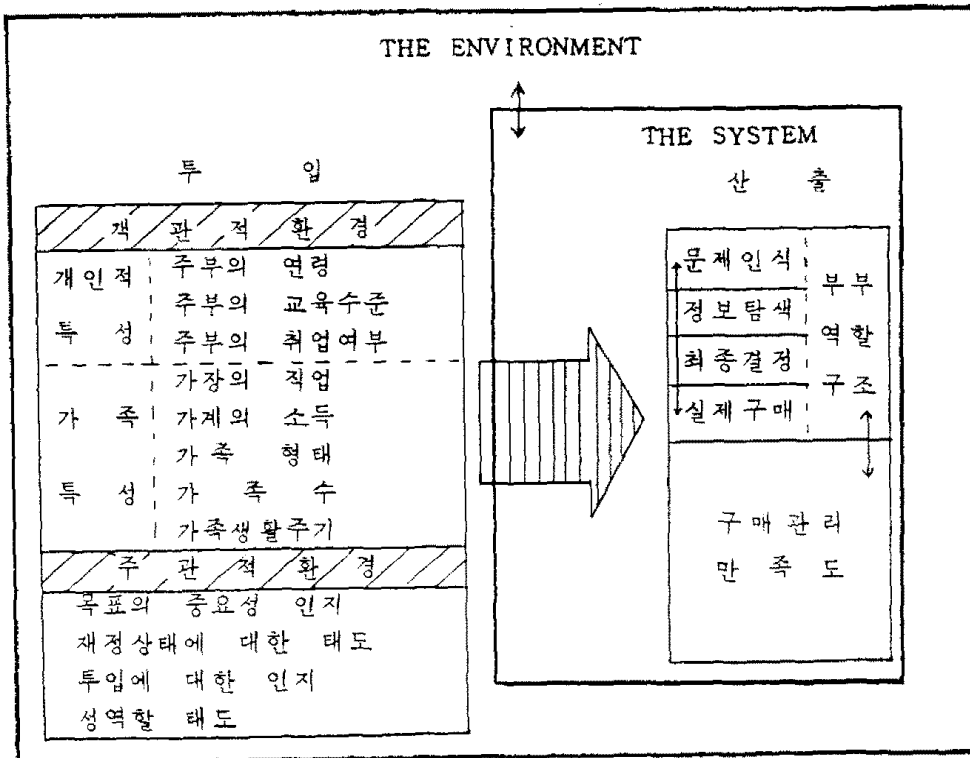 THE ENVIRONMENT
THE SYSTEM
투 입
객 관 적 환 경
개인적 특 성
주부의 연령
주부의 교육수준
주부의 취업여부
가 족 특 성
가장의 직업
가계의 소득
가 족 형태
가 족 수
가족생활주기
주 관 적 환 경
목표의 중요성 인지
재정상태에 대한 태도
투입에 대한 인지
성역할 태도
산 출
문제인식
정보탐색
최종결정
실제구매
부부
역할
구조
구매관리
만 족 도